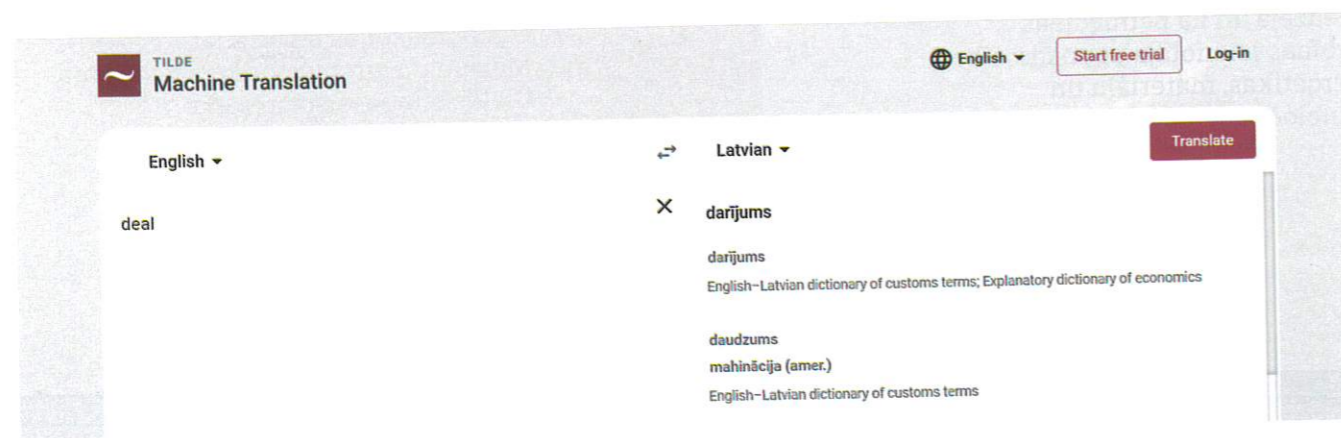 TILDE
Machine Translation
English
Start free trial
Log-in
English
Latvian
Translate
deal
darījums
darījums
English–Latvian dictionary of customs terms; Explanatory dictionary of economics
daudzums
mahinācija (amer.)
English–Latvian dictionary of customs terms